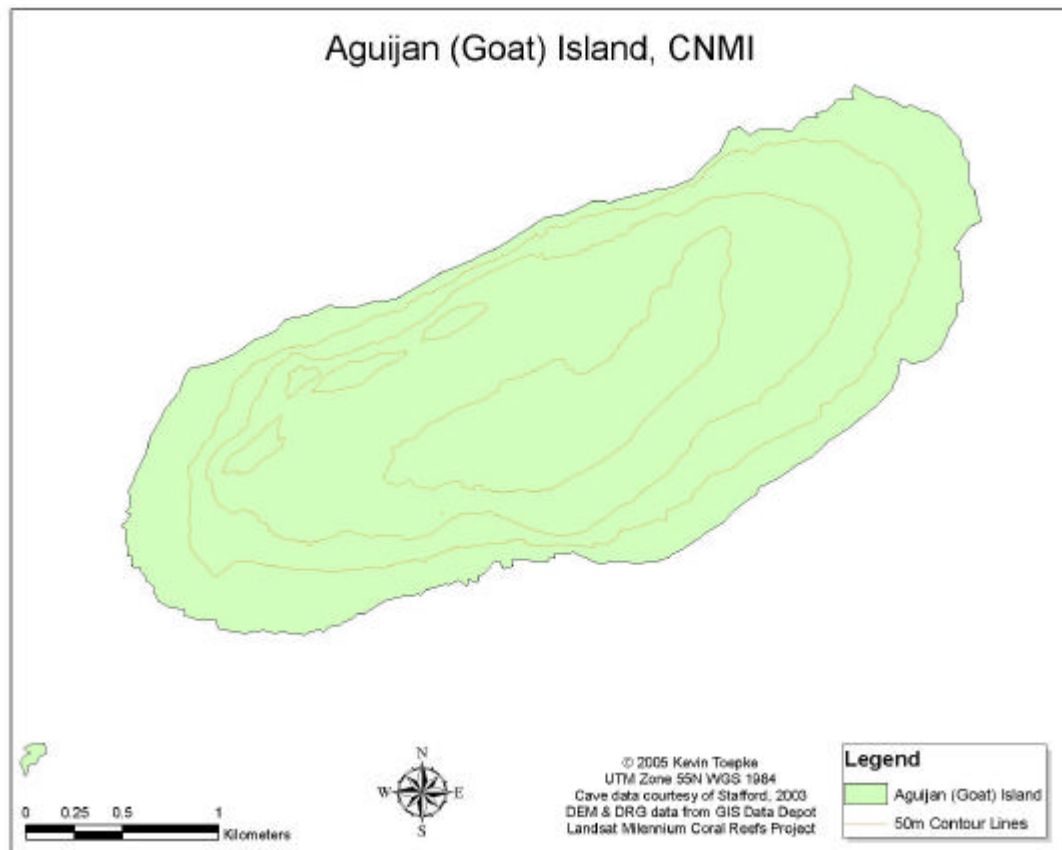 Aguijan (Goat) Island, CNMI
N
W E
S
0 0.25 0.5 1
Kilometers
© 2005 Kevin Toepke
UTM Zone 55N WGS 1984
Cave data courtesy of Stafford, 2003
DEM & DRG data from GIS Data Depot
Landsat Milennium Coral Reefs Project
Legend
Aguijan (Goat) Island
50m Contour Lines